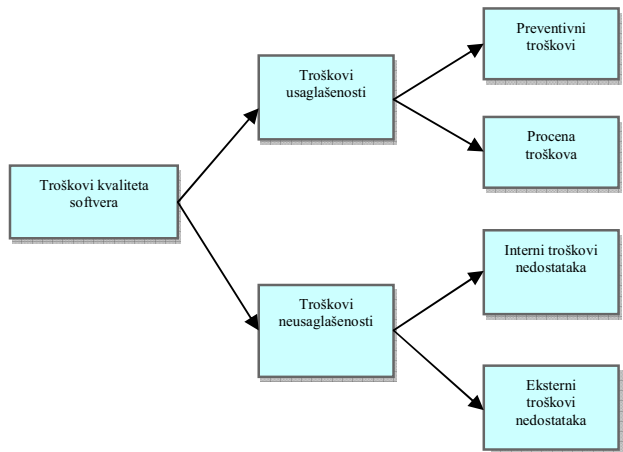 Preventivni
troškovi
Troškovi
usaglašenosti
Procena
troškova
Troškovi kvaliteta
softvera
Interni troškovi
nedostataka
Troškovi
neusaglašenosti
Eksterni
troškovi
nedostataka